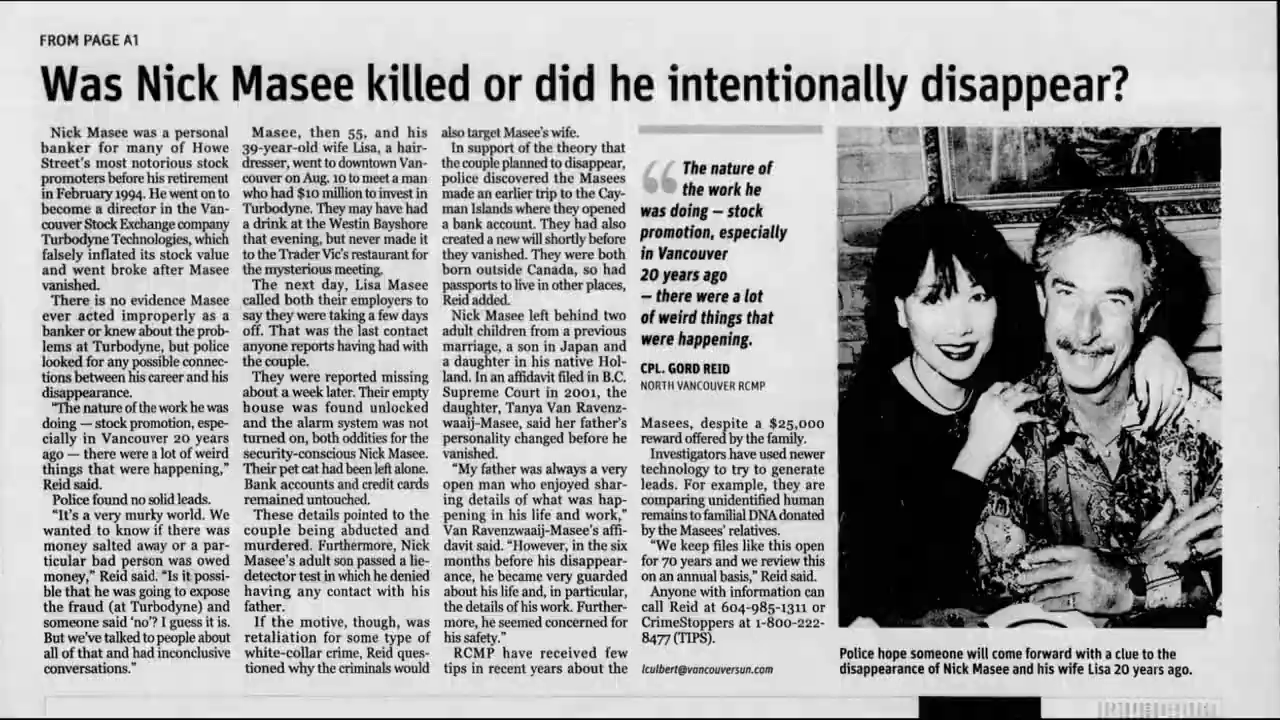 FROM PAGE A1
Was Nick Masee killed or did he intentionally disappear?
Nick Masee was a personal
banker for many of Howe
Street's most notorious stock
promoters before his retirement
in February 1994. He went on to
become a director in the Van-
couver Stock Exchange company
Turbodyne Technologies, which
falsely inflated its stock value
and went broke after Masee
vanished.
There is no evidence Masee
ever acted improperly as a
banker or knew about the prob-
lems at Turbodyne, but police
looked for any possible connec-
tions between his career and his
disappearance.
"The nature of the work he was
doing — stock promotion, espe-
cially in Vancouver 20 years
ago — there were a lot of weird
things that were happening,"
Reid said.
Police found no solid leads.
"It's a very murky world. We
wanted to know if there was
money salted away or a par-
ticular bad person was owed
money," Reid said. "Is it possi-
ble that he was going to expose
the fraud (at Turbodyne) and
someone said 'no'? I guess it is.
But we've talked to people about
all of that and had inconclusive
conversations."
Masee, then 55, and his
39-year-old wife Lisa, a hair-
dresser, went to downtown Van-
couver on Aug. 10 to meet a man
who had $10 million to invest in
Turbodyne. They may have had
a drink at the Westin Bayshore
that evening, but never made it
to the Trader Vic's restaurant for
the mysterious meeting.
The next day, Lisa Masee
called both their employers to
say they were taking a few days
off. That was the last contact
anyone reports having had with
the couple.
They were reported missing
about a week later. Their empty
house was found unlocked
and the alarm system was not
turned on, both oddities for the
security-conscious Nick Masee.
Their pet cat had been left alone.
Bank accounts and credit cards
remained untouched.
These details pointed to the
couple being abducted and
murdered. Furthermore, Nick
Masee's adult son passed a lie-
detector test in which he denied
having any contact with his
father.
If the motive, though, was
retaliation for some type of
white-collar crime, Reid ques-
tioned why the criminals would
also target Masee's wife.
In support of the theory that
the couple planned to disappear,
police discovered the Masees
made an earlier trip to the Cay-
man Islands where they opened
a bank account. They had also
created a new will shortly before
they vanished. They were both
born outside Canada, so had
passports to live in other places,
Reid added.
Nick Masee left behind two
adult children from a previous
marriage, a son in Japan and
a daughter in his native Hol-
land. In an affidavit filed in B.C.
Supreme Court in 2001, the
daughter, Tanya Van Ravenz-
waaij-Masee, said her father's
personality changed before he
vanished.
"My father was always a very
open man who enjoyed shar-
ing details of what was hap-
pening in his life and work,"
Van Ravenzwaaij-Masee's affi-
davit said. "However, in the six
months before his disappear-
ance, he became very guarded
about his life and, in particular,
the details of his work. Further-
more, he seemed concerned for
his safety."
RCMP have received few
tips in recent years about the
“ The nature of
the work he
was doing — stock
promotion, especially
in Vancouver
20 years ago
— there were a lot
of weird things that
were happening.
CPL. GORD REID
NORTH VANCOUVER RCMP
Masees, despite a $25,000
reward offered by the family.
Investigators have used newer
technology to try to generate
leads. For example, they are
comparing unidentified human
remains to familial DNA donated
by the Masees' relatives.
"We keep files like this open
for 70 years and we review this
on an annual basis," Reid said.
Anyone with information can
call Reid at 604-985-1311 or
CrimeStoppers at 1-800-222-
8477 (TIPS).
lculbert@vancouversun.com
Police hope someone will come forward with a clue to the
disappearance of Nick Masee and his wife Lisa 20 years ago.